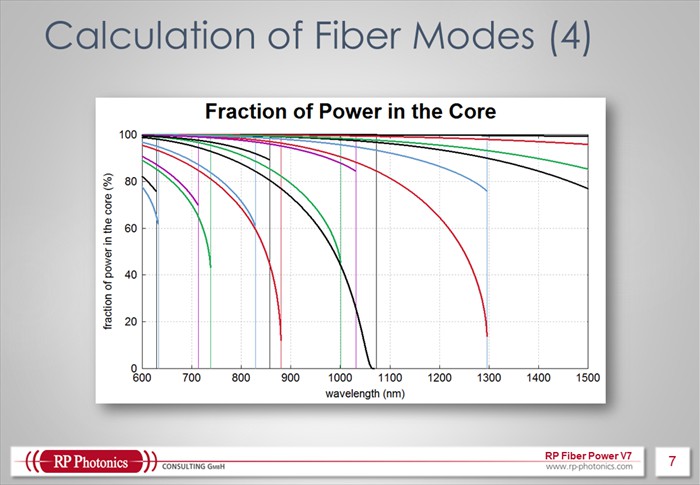 Calculation of Fiber Modes (4)
Fraction of Power in the Core
fraction of power in the core (%)
100
80
60
40
20
0
600 700 800 900 1000 1100 1200 1300 1400 1500
wavelength (nm)
RP Photonics
CONSULTING GMBH
RP Fiber Power V7
www.rp-photonics.com
7